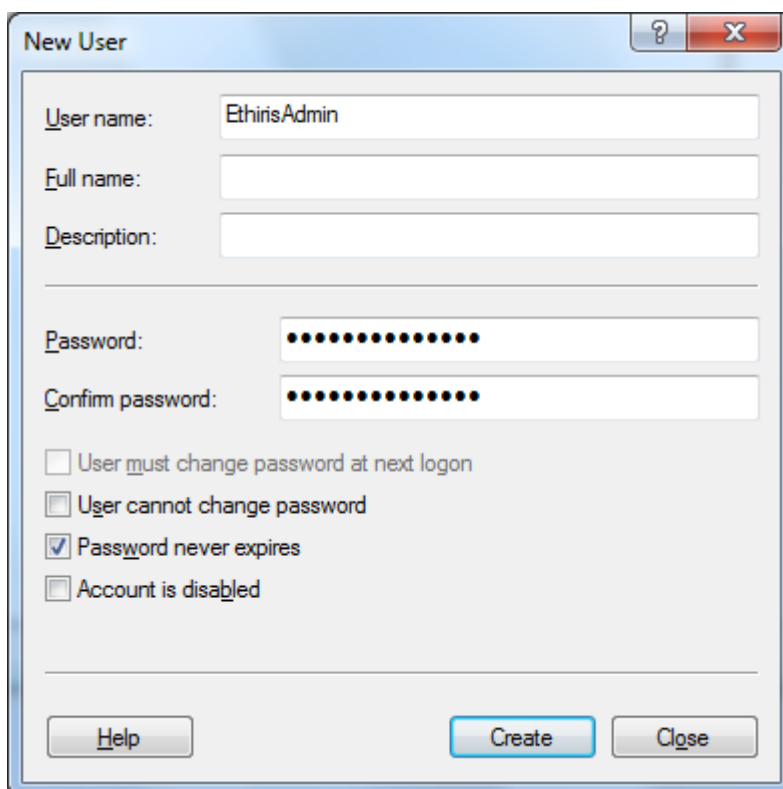 New User
User name: EthirisAdmin
Full name:
Description:
Password: ••••••••••••••
Confirm password: ••••••••••••••
User must change password at next logon
User cannot change password
Password never expires
Account is disabled
Help Create Close